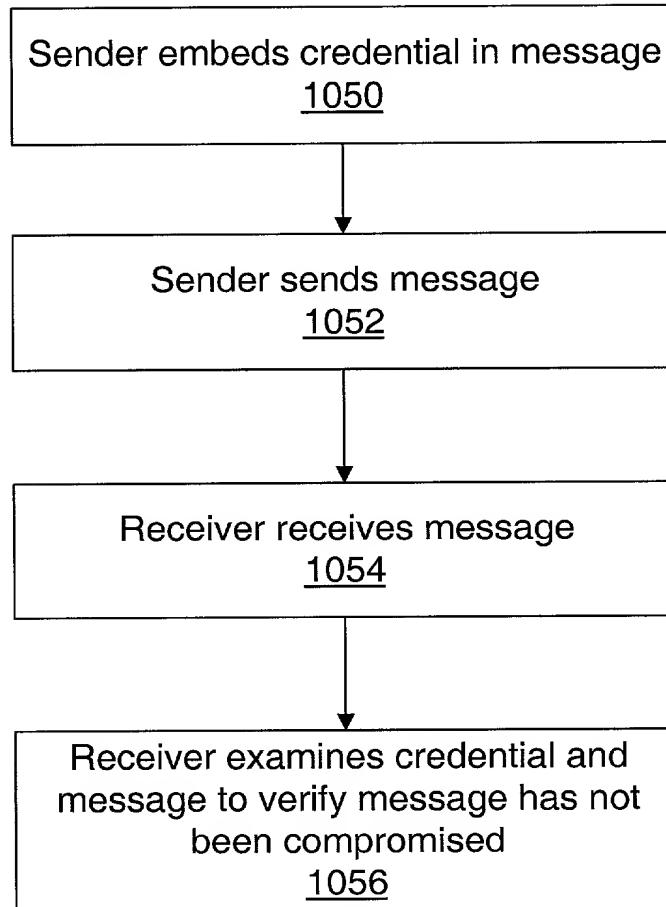 Sender embeds credential in message
1050
Sender sends message
1052
Receiver receives message
1054
Receiver examines credential and
message to verify message has not
been compromised
1056